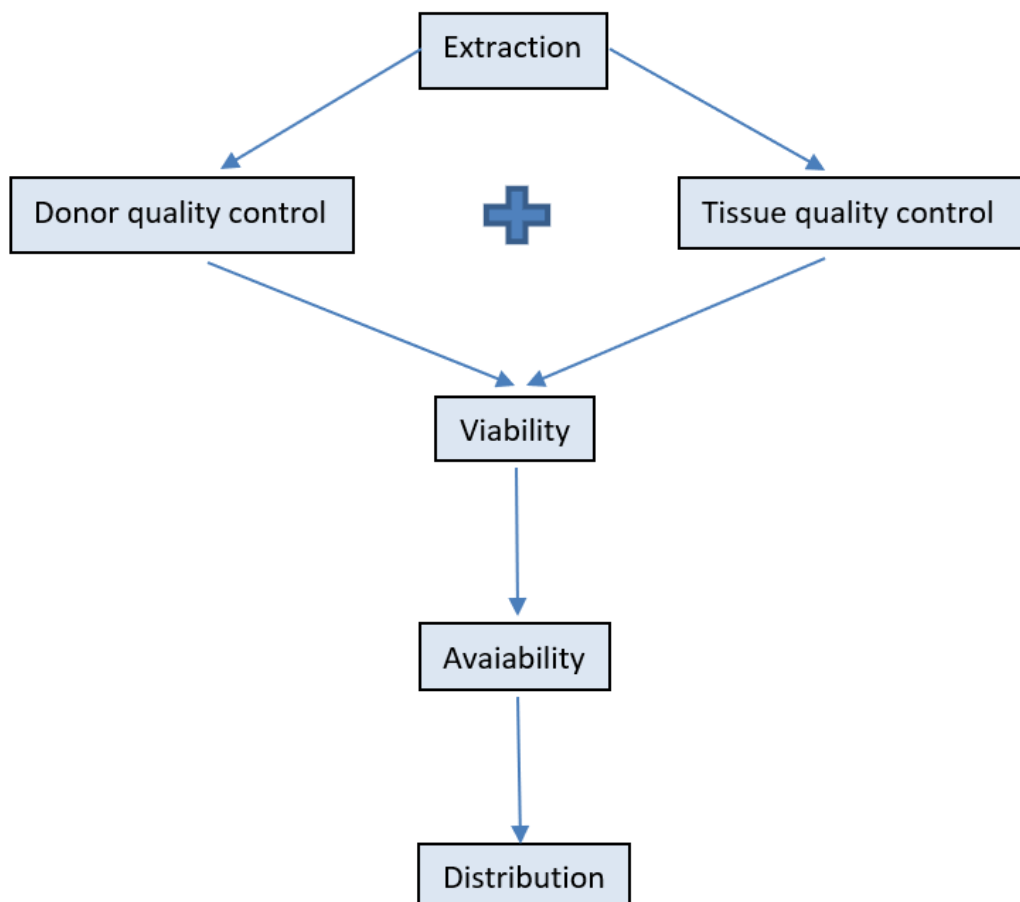 Extraction
Donor quality control
Tissue quality control
Viability
Avaiability
Distribution